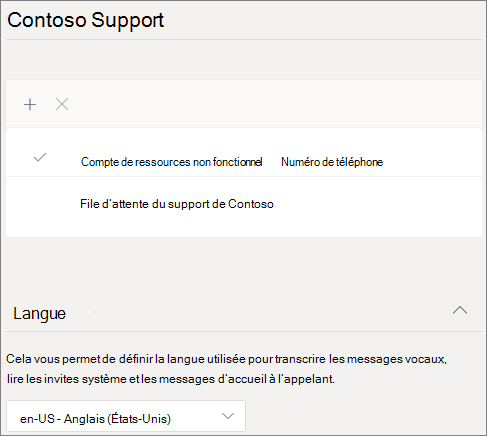 Contoso Support
Compte de ressources non fonctionnel Numéro de téléphone
File d'attente du support de Contoso
Langue
Cela vous permet de définir la langue utilisée pour transcrire les messages vocaux,
lire les invites système et les messages d'accueil à l'appelant.
en-US - Anglais (États-Unis)